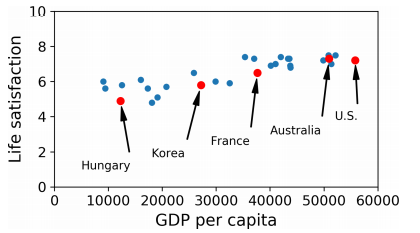 10
8
6
4
2
0
Life satisfaction
Hungary
Korea
France
Australia
U.S.
0 10000 20000 30000 40000 50000 60000
GDP per capita